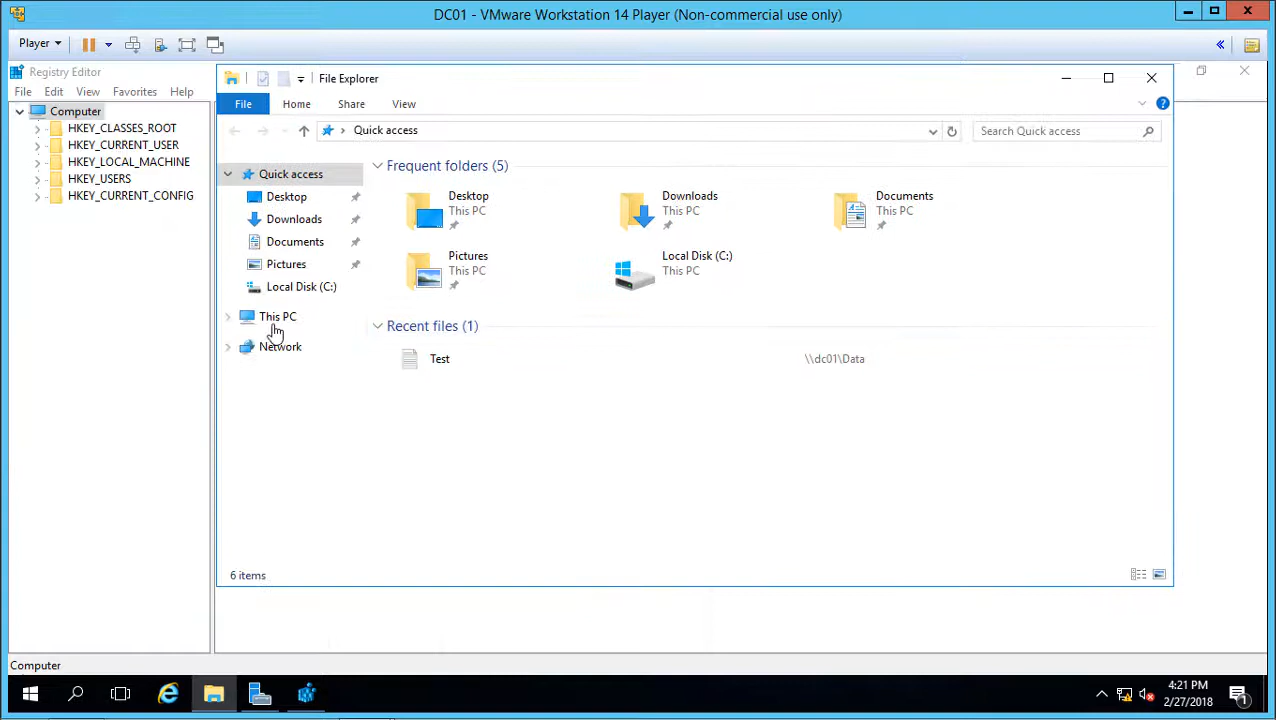 DC01 - VMware Workstation 14 Player (Non-commercial use only)
Player
Registry Editor
File Edit View Favorites Help
Computer
HKEY_CLASSES_ROOT
HKEY_CURRENT_USER
HKEY_LOCAL_MACHINE
HKEY_USERS
HKEY_CURRENT_CONFIG
File Explorer
File Home Share View
Quick access
Search Quick access
Quick access
Desktop
Downloads
Documents
Pictures
Local Disk (C:)
This PC
Network
Frequent folders (5)
Desktop
This PC
Downloads
This PC
Documents
This PC
Pictures
This PC
Local Disk (C:)
This PC
Recent files (1)
Test \\dc01\Data
6 items
Computer
4:21 PM
2/27/2018
1